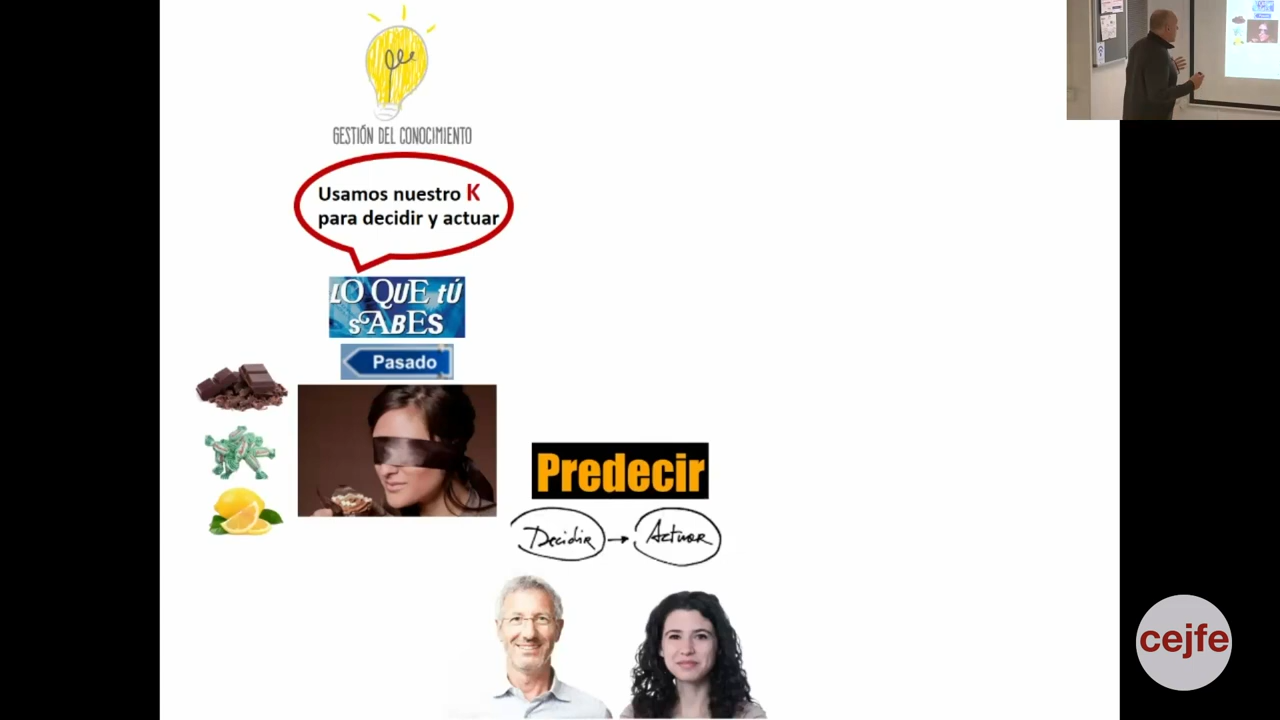 GESTIÓN DEL CONOCIMIENTO
Usamos nuestro K
para decidir y actuar
LO QUE tÚ
sABEs
Pasado
Predecir
Decidir → Actuar
cejfe